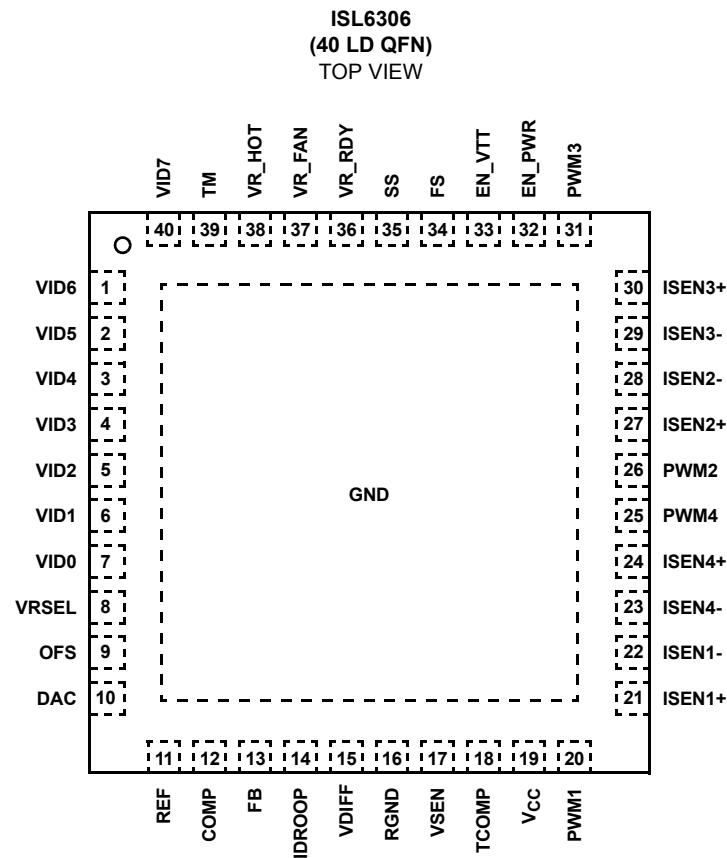 ISL6306
(40 LD QFN)
TOP VIEW
VID7
TM
VR_HOT
VR_FAN
VR_RDY
SS
FS
EN_VTT
EN_PWR
PWM3
40 39 38 37 36 35 34 33 32 31
VID6 1
VID5 2
VID4 3
VID3 4
VID2 5
VID1 6
VID0 7
VRSEL 8
OFS 9
DAC 10
GND
30 ISEN3+
29 ISEN3-
28 ISEN2-
27 ISEN2+
26 PWM2
25 PWM4
24 ISEN4+
23 ISEN4-
22 ISEN1-
21 ISEN1+
11 12 13 14 15 16 17 18 19 20
REF
COMP
FB
IDROOP
VDIFF
RGND
VSEN
TCOMP
VCC
PWM1